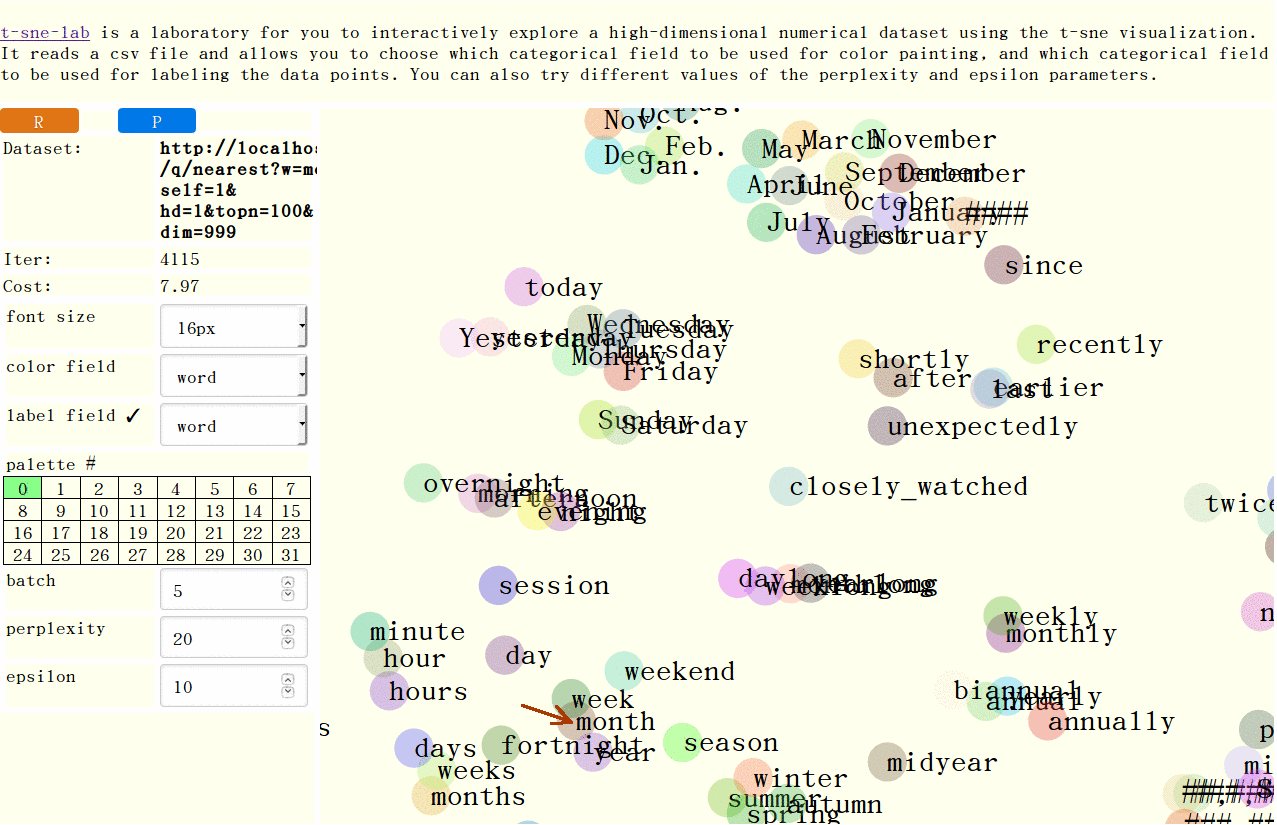 t-sne-lab is a laboratory for you to interactively explore a high-dimensional numerical dataset using the t-sne visualization.
It reads a csv file and allows you to choose which categorical field to be used for color painting, and which categorical field
to be used for labeling the data points. You can also try different values of the perplexity and epsilon parameters.
R P
Dataset: http://localhos
/q/nearest?w=mo
self=1&
hd=1&topn=100&
dim=999
Iter: 4115
Cost: 7.97
font size 16px
color field word
label field ✓ word
palette #
0 1 2 3 4 5 6 7
8 9 10 11 12 13 14 15
16 17 18 19 20 21 22 23
24 25 26 27 28 29 30 31
batch 5
perplexity 20
epsilon 10
Nov.
Oct.
Dec.
Feb.
Jan.
May
March
November
September
December
April
June
October
January
####
July
August
February
since
today
Wednesday
Tuesday
Yesterday
yesterday
Thursday
Monday
Friday
shortly
recently
after
earlier
last
Sunday
Saturday
unexpectedly
overnight
morning
afternoon
evening
night
closely_watched
twice
session
daylong
weeklong
weekly
monthly
minute
hour
day
weekend
hours
week
month
biannual
yearly
annual
annually
days
fortnight
year
season
midyear
weeks
months
winter
summer
autumn
spring
s
n
p
mi